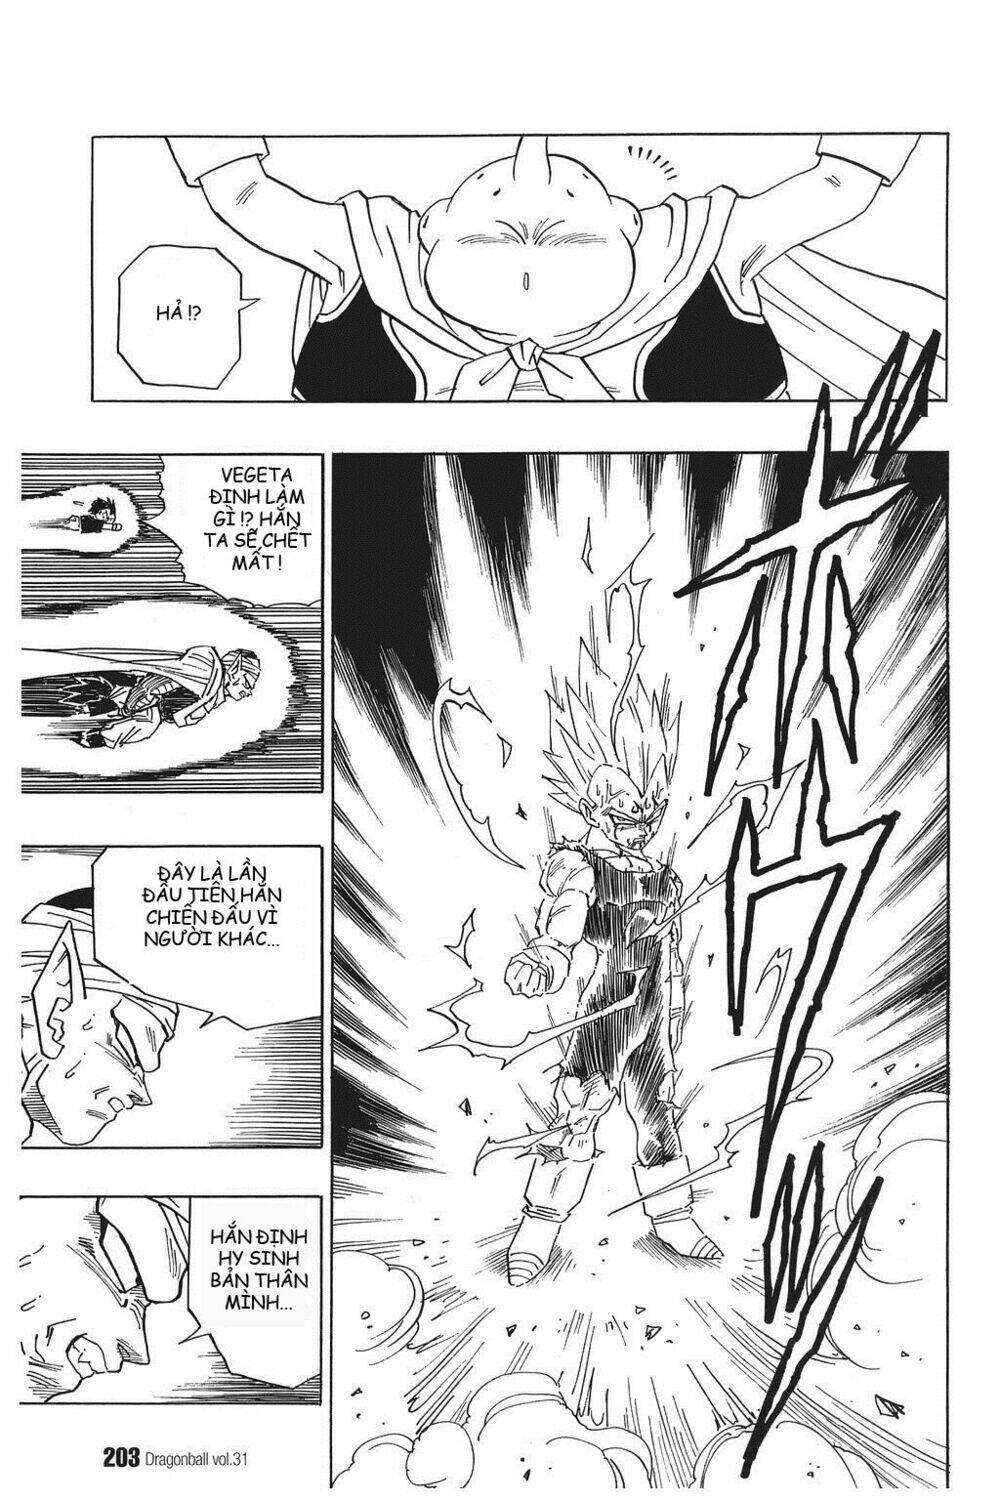 HẢ !?
VEGETA
ĐỊNH LÀM
GÌ !? HẮN
TA SẼ CHẾT
MẤT !
ĐÂY LÀ LẦN
ĐẦU TIÊN HẮN
CHIẾN ĐẤU VÌ
NGƯỜI KHÁC...
HẮN ĐỊNH
HY SINH
BẢN THÂN
MÌNH...
203 Dragonball vol.31